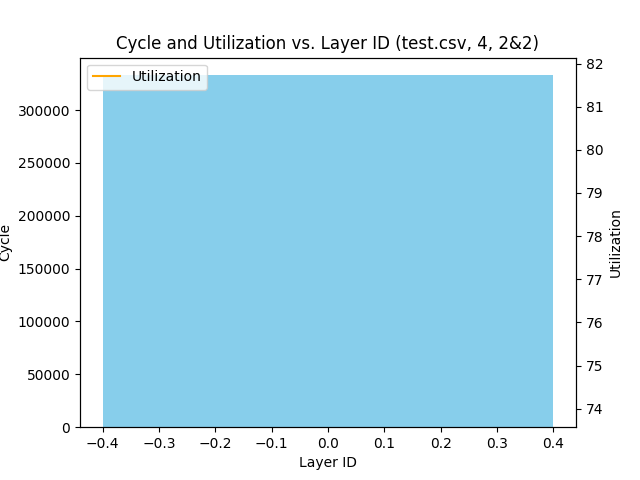 Cycle and Utilization vs. Layer ID (test.csv, 4, 2&2)
Utilization
300000
250000
200000
150000
100000
50000
0
Cycle
82
81
80
79
78
77
76
75
74
Utilization
−0.4 −0.3 −0.2 −0.1 0.0 0.1 0.2 0.3 0.4
Layer ID